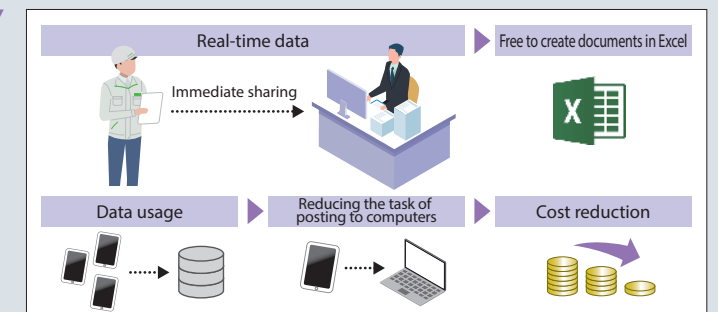 Real-time data
Free to create documents in Excel
Immediate sharing
X
Data usage
Reducing the task of
posting to computers
Cost reduction